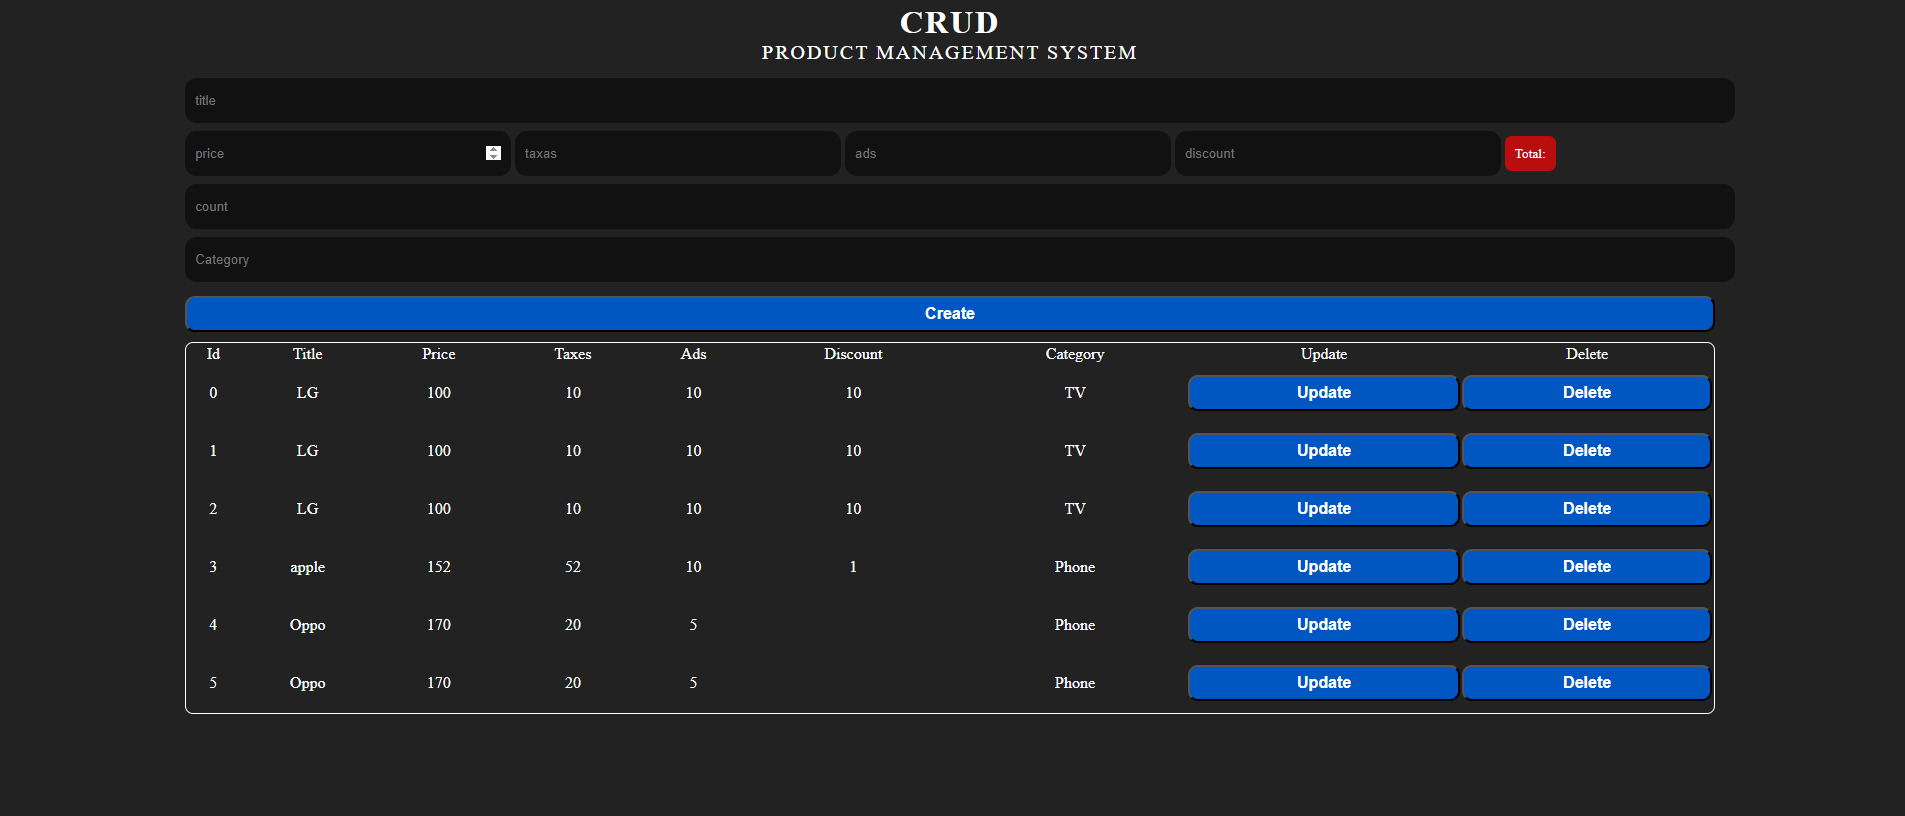 CRUD
PRODUCT MANAGEMENT SYSTEM
title
price taxas ads discount Total:
count
Category
Create
Id Title Price Taxes Ads Discount Category Update Delete
0 LG 100 10 10 10 TV Update Delete
1 LG 100 10 10 10 TV Update Delete
2 LG 100 10 10 10 TV Update Delete
3 apple 152 52 10 1 Phone Update Delete
4 Oppo 170 20 5 Phone Update Delete
5 Oppo 170 20 5 Phone Update Delete